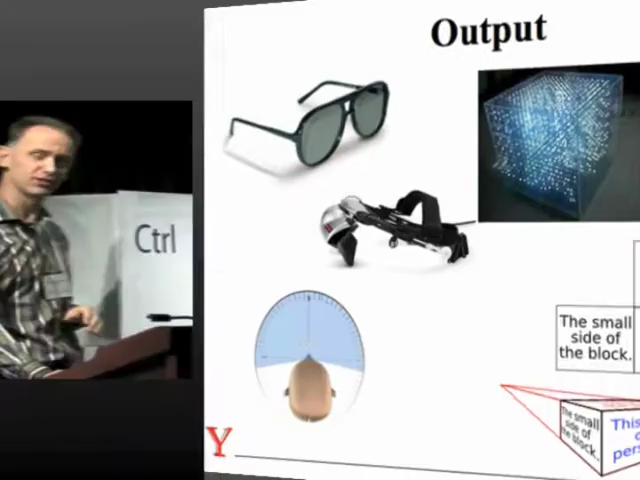 Output
Ctrl
The small
side of
the block.
The small
side of
the block.
This
Y